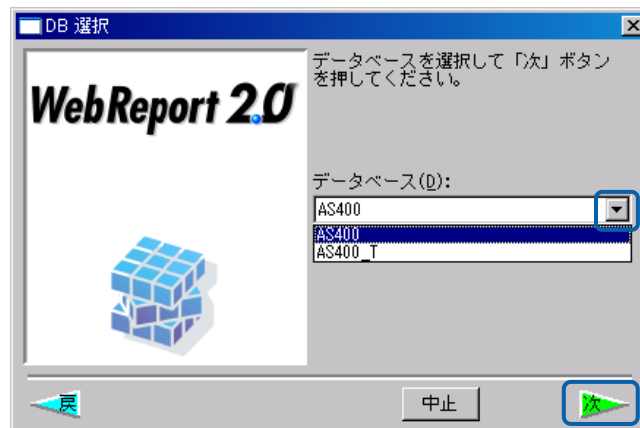 DB 選択
データベースを選択して「次」ボタン
を押してください。
WebReport 2.0
データベース(D):
AS400
AS400
AS400_T
戻
中止
次